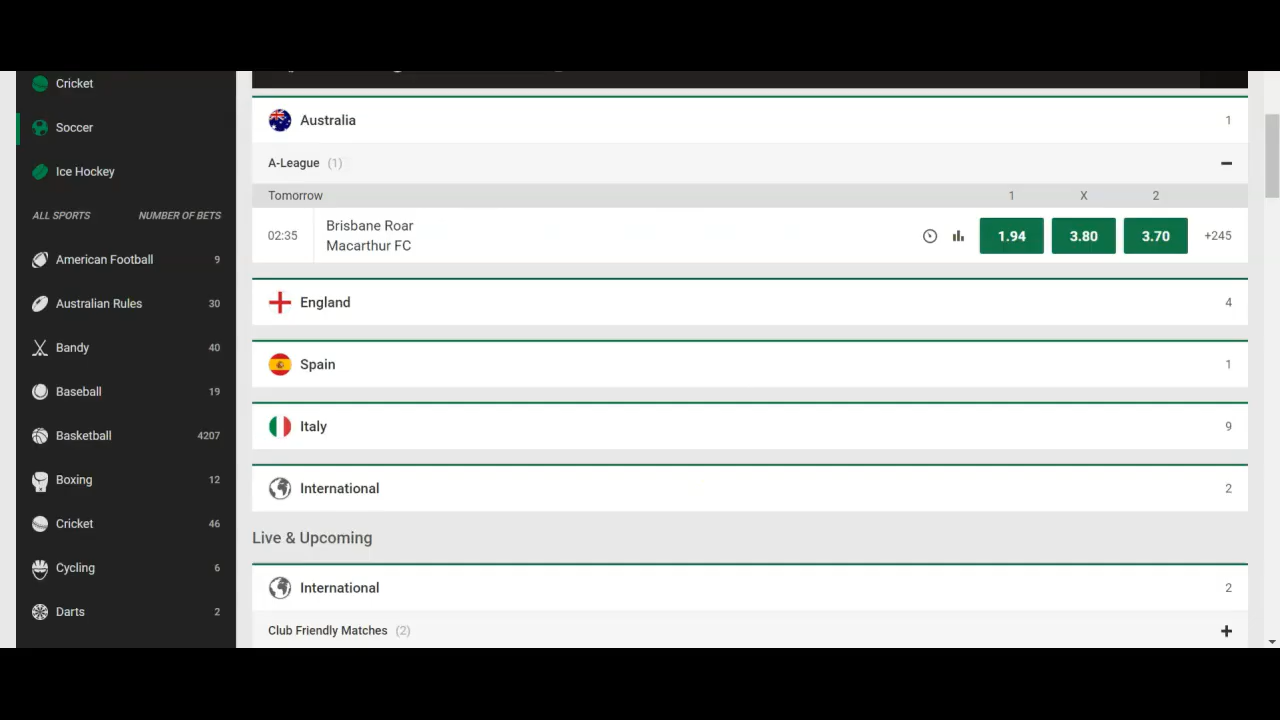 Cricket
Soccer
Ice Hockey
ALL SPORTS NUMBER OF BETS
American Football 9
Australian Rules 30
Bandy 40
Baseball 19
Basketball 4207
Boxing 12
Cricket 46
Cycling 6
Darts 2
Australia 1
A-League (1)
Tomorrow 1 X 2
02:35 Brisbane Roar 1.94 3.80 3.70 +245
Macarthur FC
England 4
Spain 1
Italy 9
International 2
Live & Upcoming
International 2
Club Friendly Matches (2)